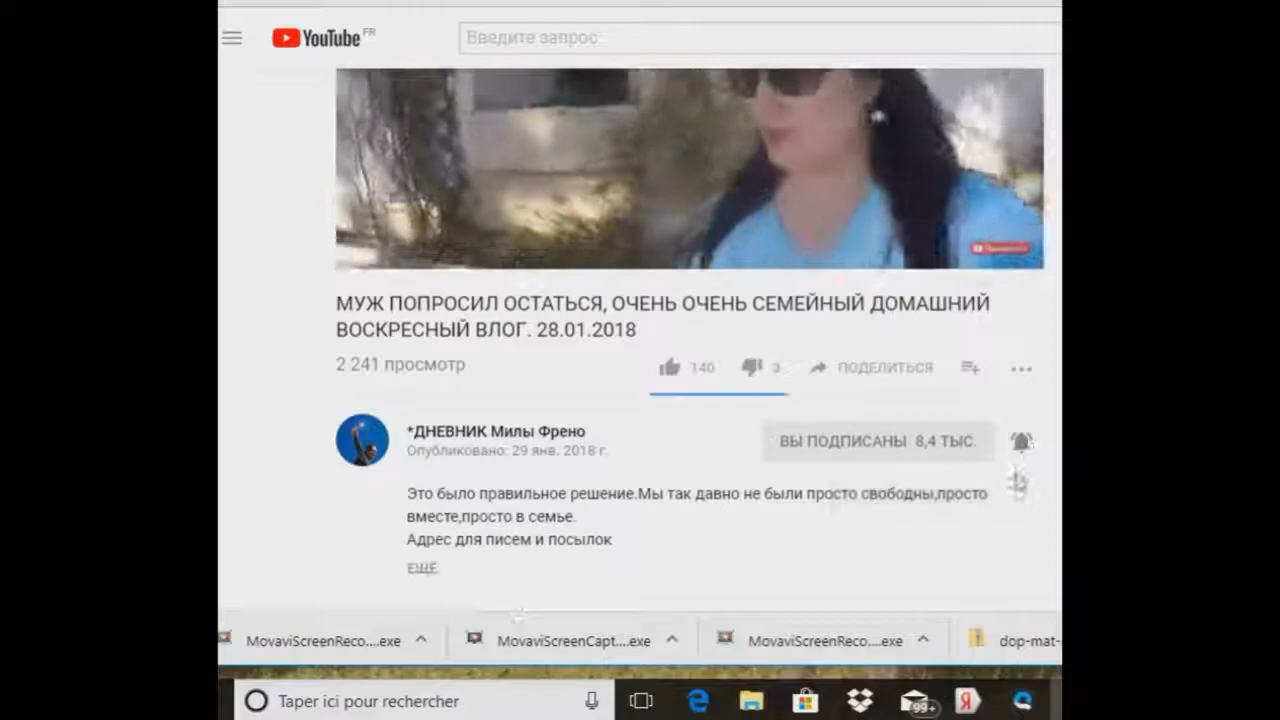 YouTube FR
Введите запрос
МУЖ ПОПРОСИЛ ОСТАТЬСЯ, ОЧЕНЬ ОЧЕНЬ СЕМЕЙНЫЙ ДОМАШНИЙ
ВОСКРЕСНЫЙ ВЛОГ. 28.01.2018
2 241 просмотр
140 3 ПОДЕЛИТЬСЯ
*ДНЕВНИК Милы Френо
Опубликовано: 29 янв. 2018 г.
ВЫ ПОДПИСАНЫ 8,4 ТЫС.
Это было правильное решение.Мы так давно не были просто свободны,просто
вместе,просто в семье.
Адрес для писем и посылок
ЕЩЁ
MovaviScreenReco....exe MovaviScreenCapt....exe MovaviScreenReco....exe dop-mat-
Taper ici pour rechercher 99+ Я